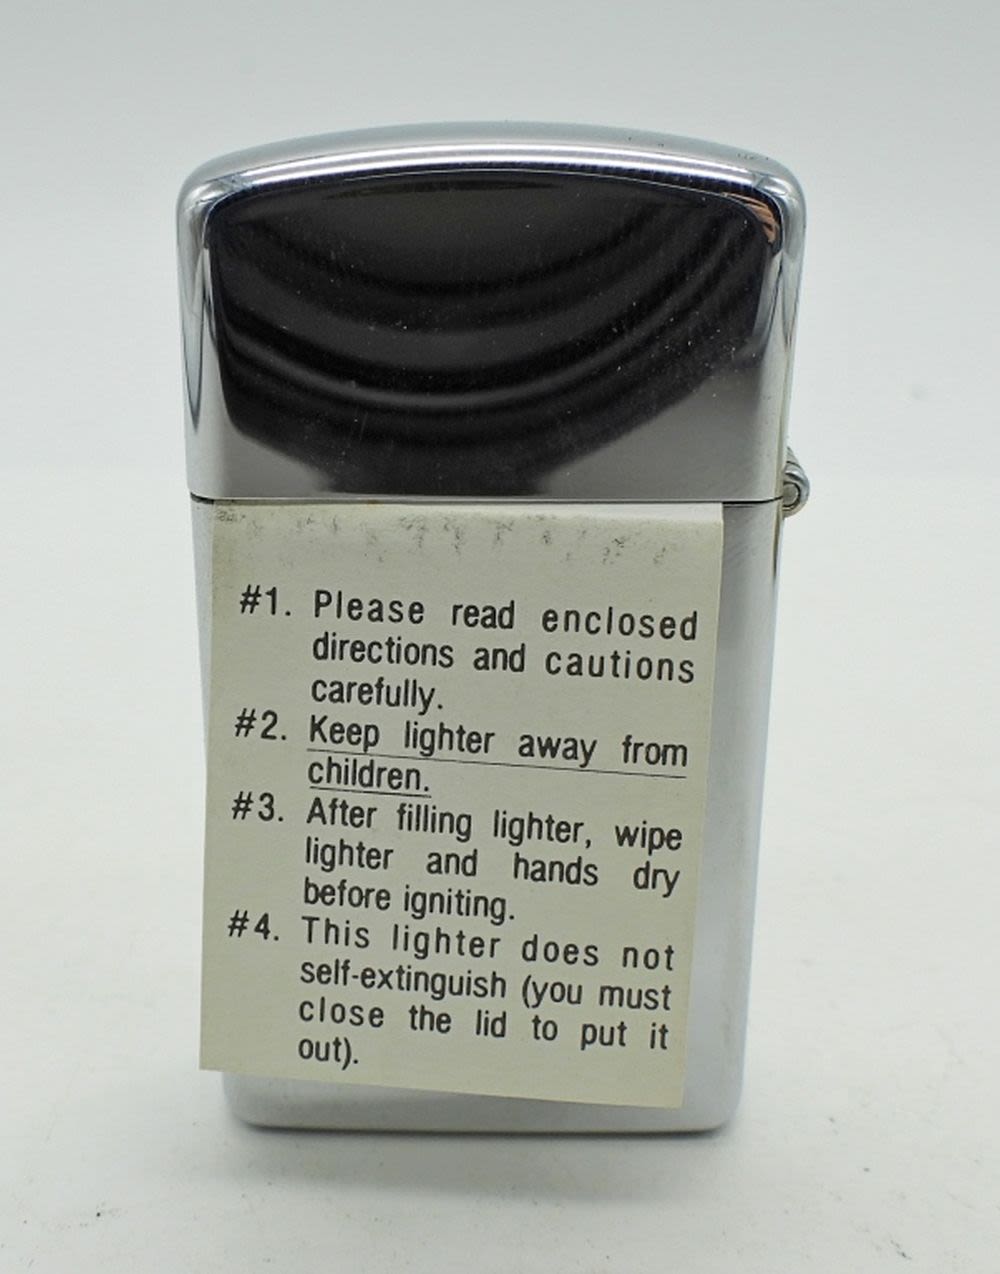 #1. Please read enclosed
directions and cautions
carefully.
#2. Keep lighter away from
children.
#3. After filling lighter, wipe
lighter and hands dry
before igniting.
#4. This lighter does not
self-extinguish (you must
close the lid to put it
out).